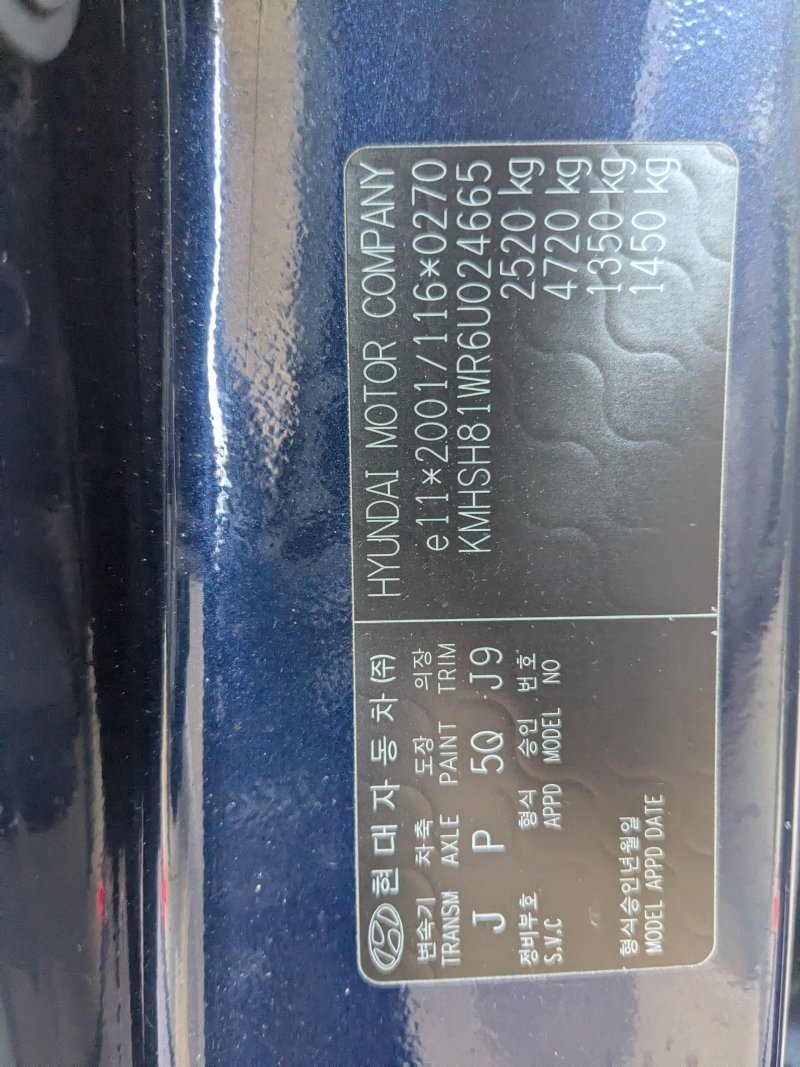 현대자동차(주)
변속기 차축 도장 의장
TRANSM AXLE PAINT TRIM
J P 5Q J9
정비부호 형식 승인 번호
S.V.C APPD MODEL NO
형식승인년월일
MODEL APPD DATE
HYUNDAI MOTOR COMPANY
e11*2001/116*0270
KMHSH81WR6U024665
2520 kg
4720 kg
1350 kg
1450 kg